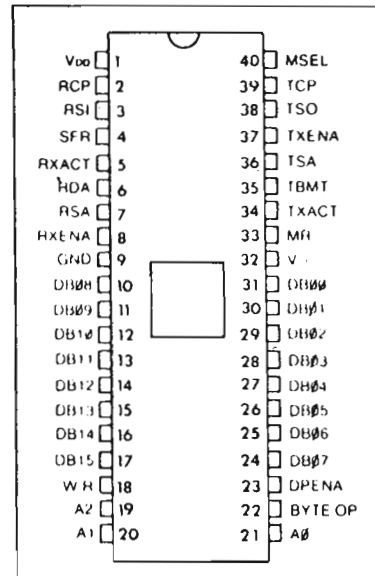 VDD 1 40 MSEL
RCP 2 39 TCP
RSI 3 38 TSO
SFR 4 37 TXENA
RXACT 5 36 TSA
RDA 6 35 TBMT
RSA 7 34 TXACT
RXENA 8 33 MR
GND 9 32 V
DB08 10 31 DB00
DB09 11 30 DB01
DB10 12 29 DB02
DB11 13 28 DB03
DB12 14 27 DB04
DB13 15 26 DB05
DB14 16 25 DB06
DB15 17 24 DB07
W/R 18 23 DPENA
A2 19 22 BYTE OP
A1 20 21 A0